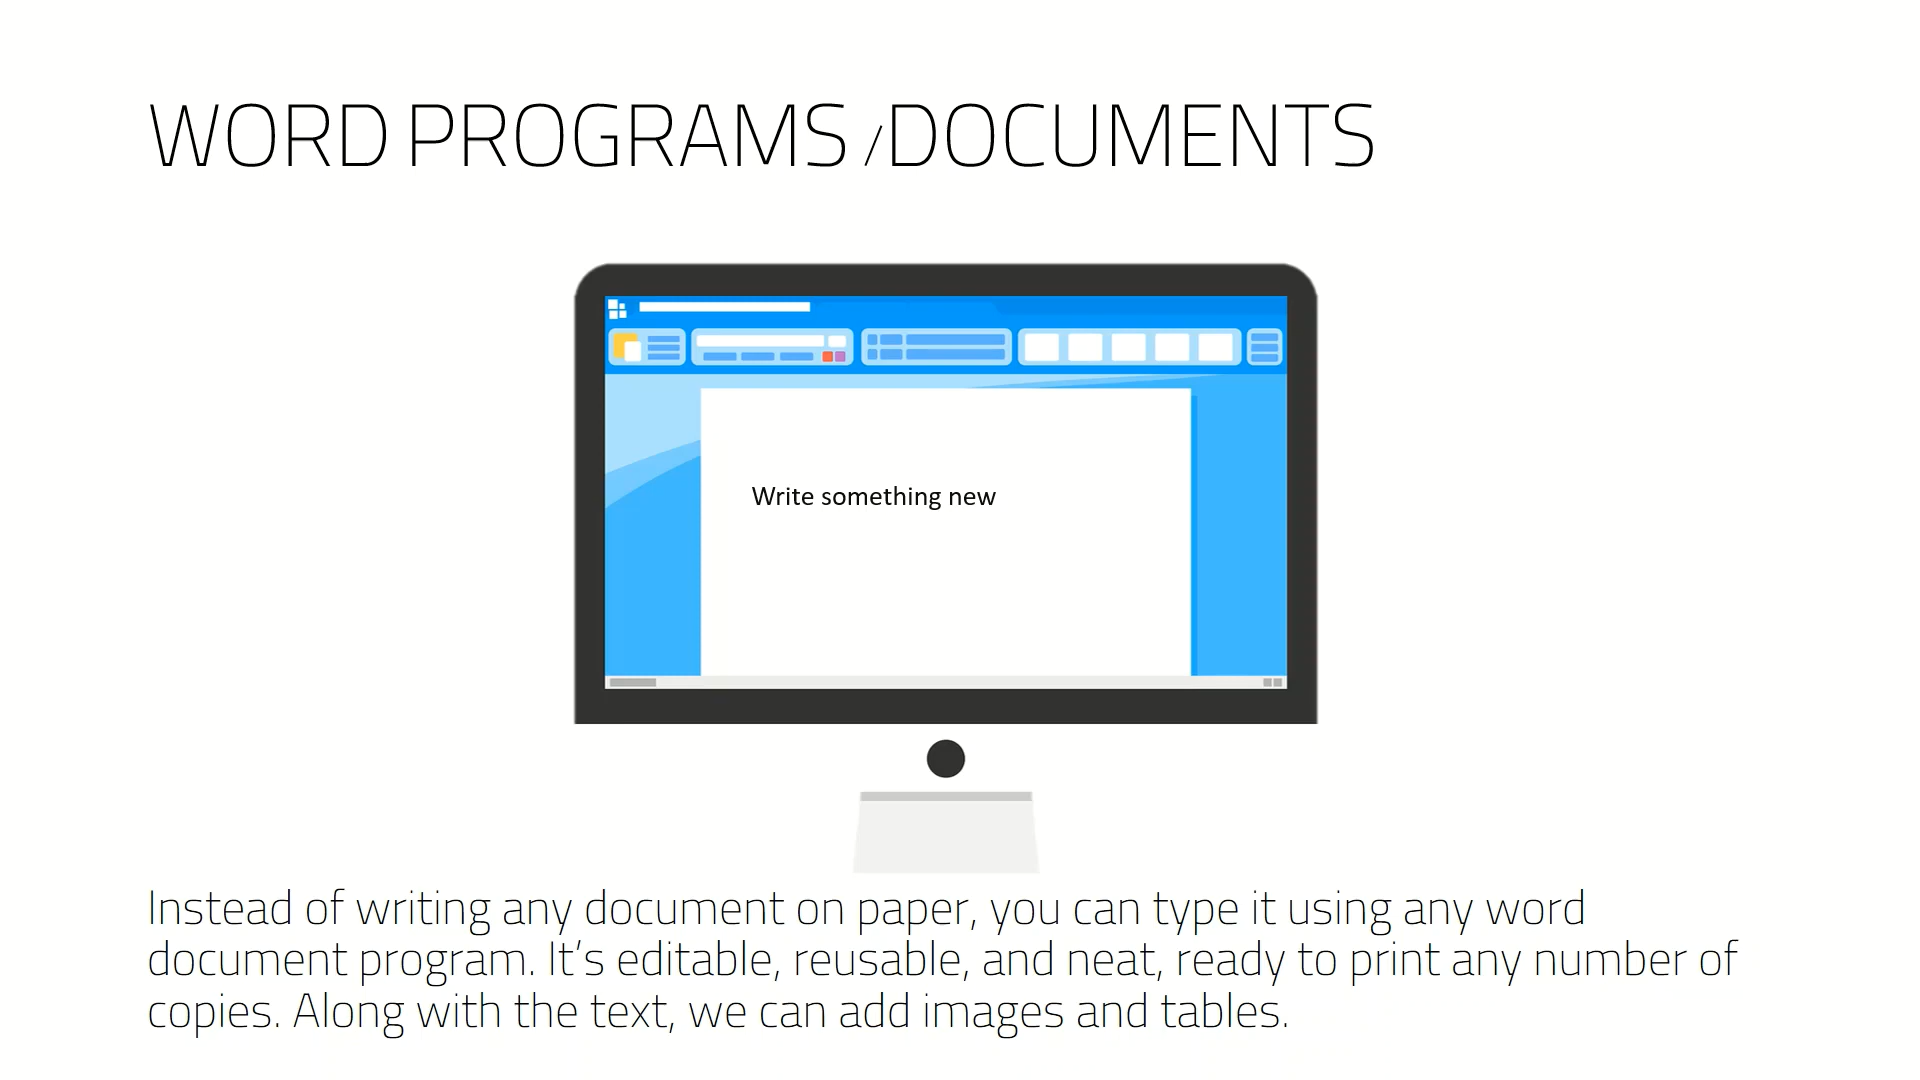 WORD PROGRAMS /DOCUMENTS
Write something new
Instead of writing any document on paper, you can type it using any word
document program. It’s editable, reusable, and neat, ready to print any number of
copies. Along with the text, we can add images and tables.